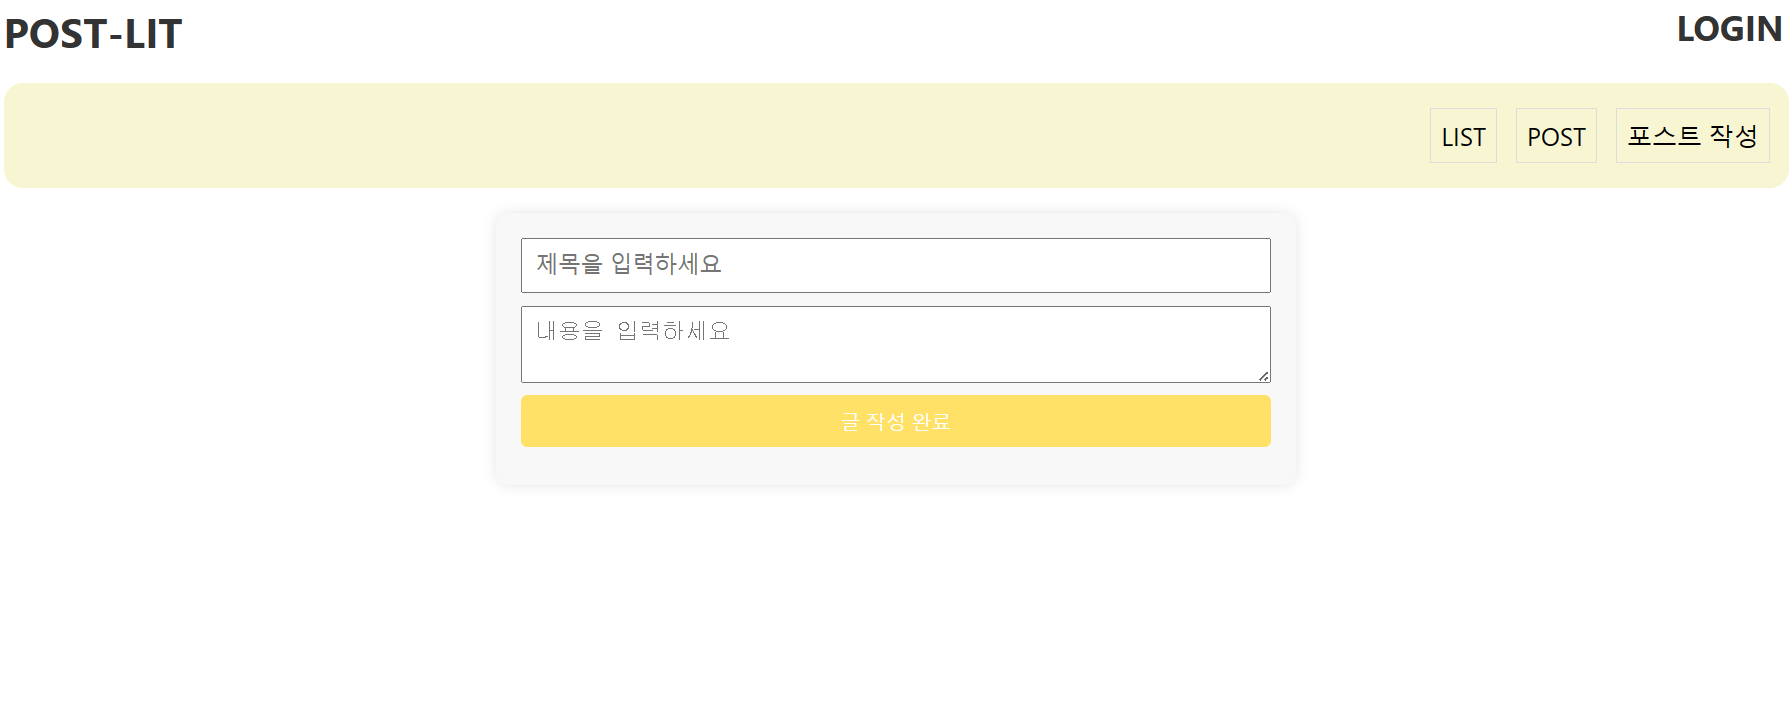 POST-LIT
LOGIN
LIST
POST
포스트 작성
제목을 입력하세요
내용을 입력하세요
글 작성 완료